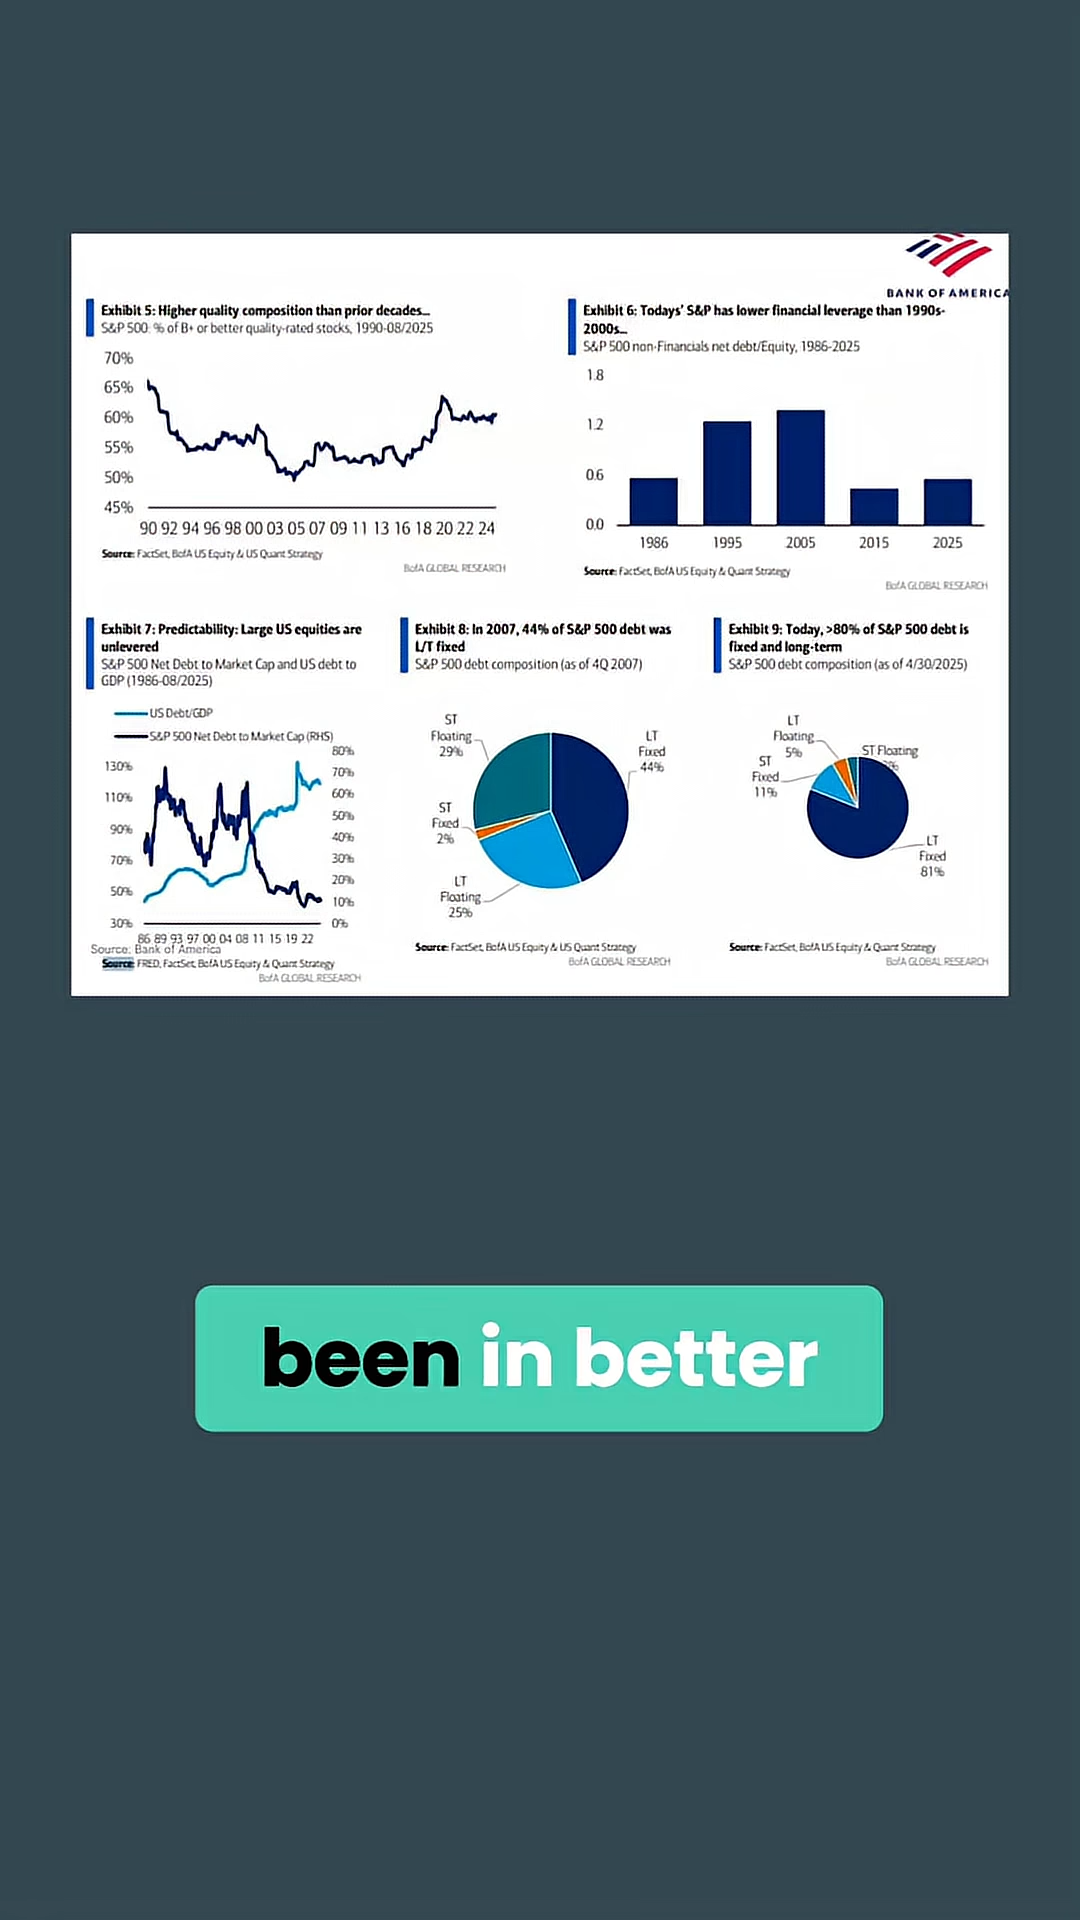 BANK OF AMERICA
Exhibit 5: Higher quality composition than prior decades...
S&P 500: % of B+ or better quality-rated stocks, 1990-08/2025
70%
65%
60%
55%
50%
45%
90 92 94 96 98 00 03 05 07 09 11 13 16 18 20 22 24
Source: FactSet, BofA US Equity & US Quant Strategy
BofA GLOBAL RESEARCH
Exhibit 6: Todays' S&P has lower financial leverage than 1990s-
2000s...
S&P 500 non-Financials net debt/Equity, 1986-2025
1.8
1.2
0.6
0.0
1986 1995 2005 2015 2025
Source: FactSet, BofA US Equity & Quant Strategy
BofA GLOBAL RESEARCH
Exhibit 7: Predictability: Large US equities are
unlevered
S&P 500 Net Debt to Market Cap and US debt to
GDP (1986-08/2025)
US Debt/GDP
S&P 500 Net Debt to Market Cap (RHS)
130%
110%
90%
70%
50%
30%
80%
70%
60%
50%
40%
30%
20%
10%
0%
86 89 93 97 00 04 08 11 15 19 22
Source: Bank of America
Source: FRED, FactSet, BofA US Equity & Quant Strategy
BofA GLOBAL RESEARCH
Exhibit 8: In 2007, 44% of S&P 500 debt was
L/T fixed
S&P 500 debt composition (as of 4Q 2007)
ST
Floating
29%
LT
Fixed
44%
ST
Fixed
2%
LT
Floating
25%
Source: FactSet, BofA US Equity & US Quant Strategy
BofA GLOBAL RESEARCH
Exhibit 9: Today, >80% of S&P 500 debt is
fixed and long-term
S&P 500 debt composition (as of 4/30/2025)
LT
Floating
5%
ST Floating
ST
Fixed
11%
LT
Fixed
81%
Source: FactSet, BofA US Equity & Quant Strategy
BofA GLOBAL RESEARCH
been in better